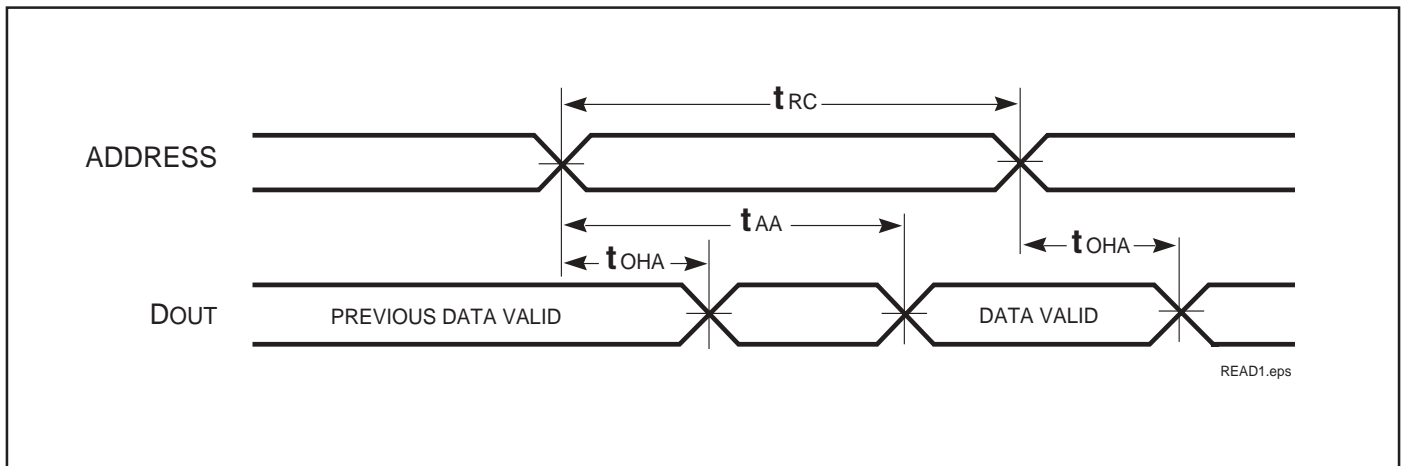 tRC
ADDRESS
tAA
tOHA
tOHA
DOUT
PREVIOUS DATA VALID
DATA VALID
READ1.eps